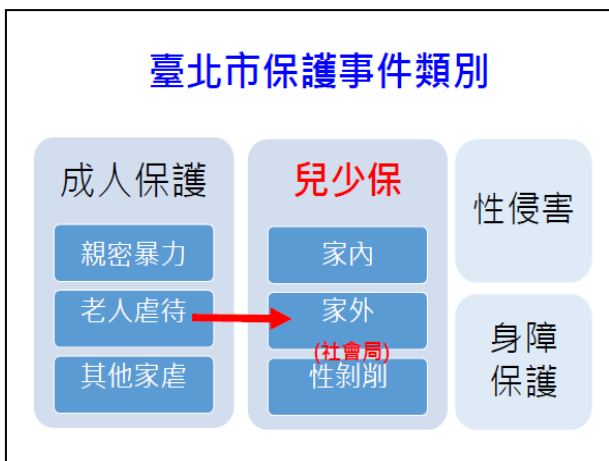 臺北市保護事件類別
成人保護
親密暴力
老人虐待
其他家虐
兒少保
家內
家外
(社會局)
性剝削
性侵害
身障
保護